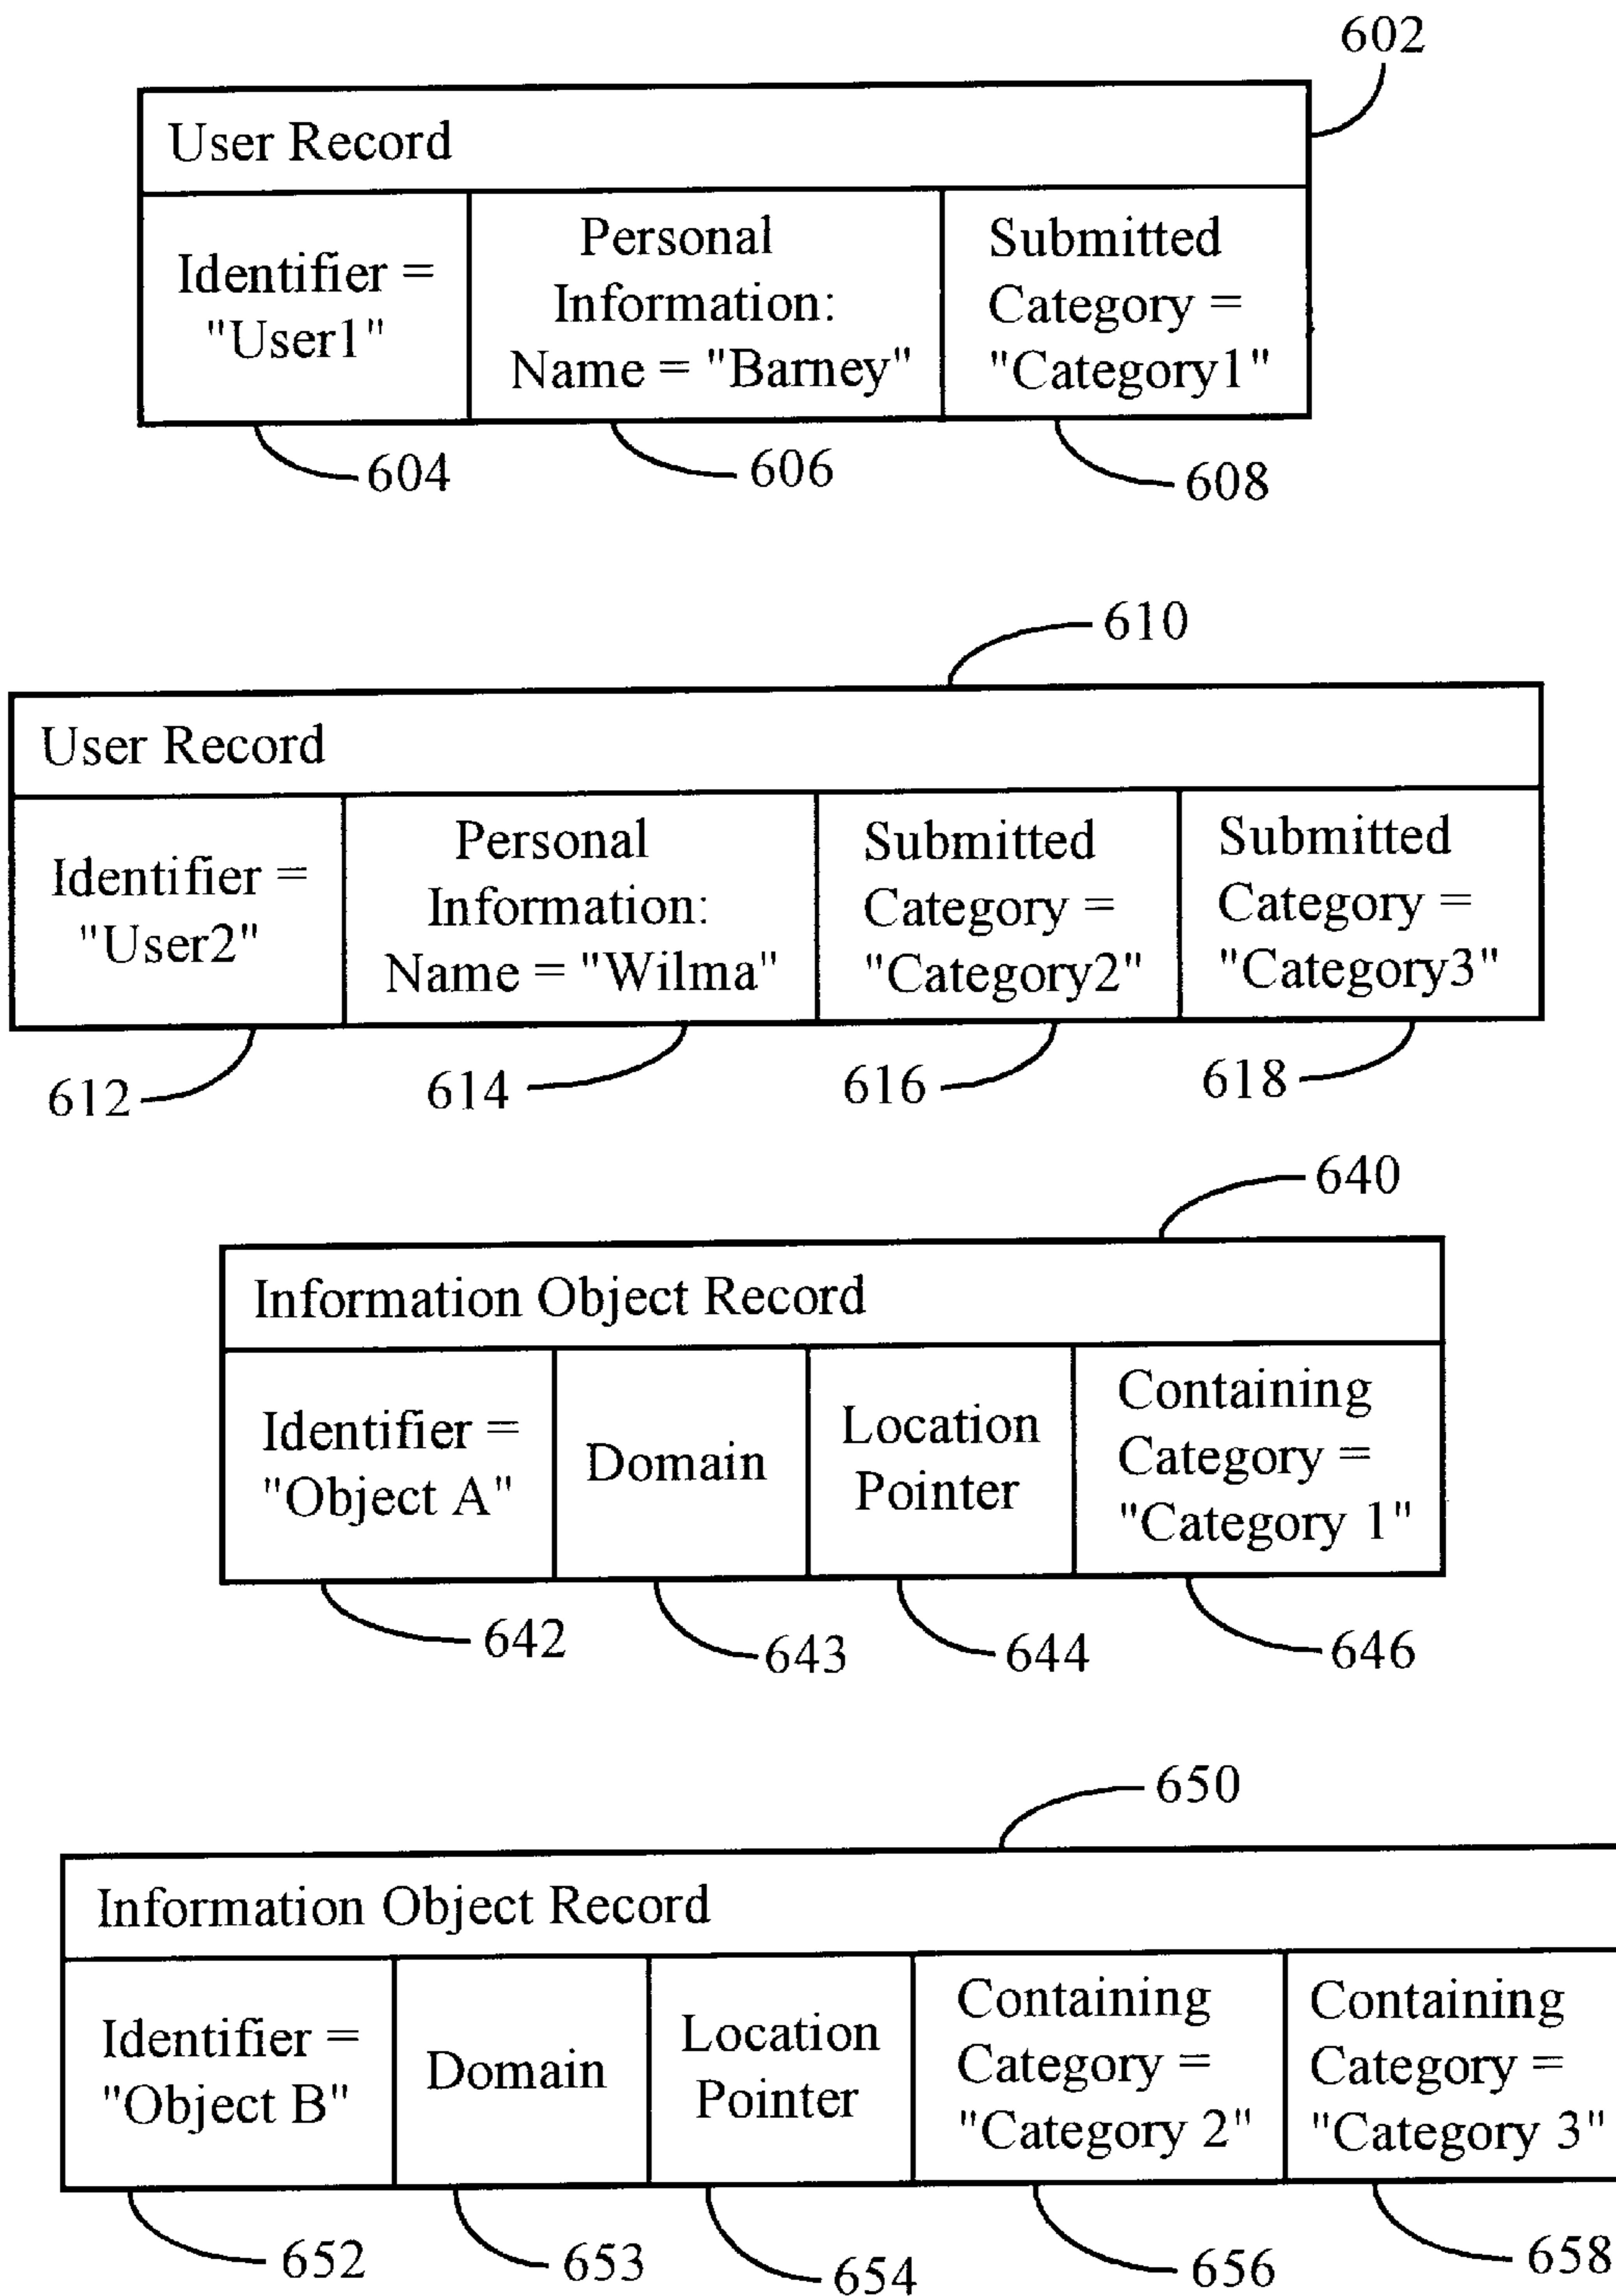 602
User Record
Identifier =
"User1"
Personal
Information:
Name = "Barney"
Submitted
Category =
"Category1"
604
606
608
610
User Record
Identifier =
"User2"
Personal
Information:
Name = "Wilma"
Submitted
Category =
"Category2"
Submitted
Category =
"Category3"
612
614
616
618
640
Information Object Record
Identifier =
"Object A"
Domain
Location
Pointer
Containing
Category =
"Category 1"
642
643
644
646
650
Information Object Record
Identifier =
"Object B"
Domain
Location
Pointer
Containing
Category =
"Category 2"
Containing
Category =
"Category 3"
652
653
654
656
658